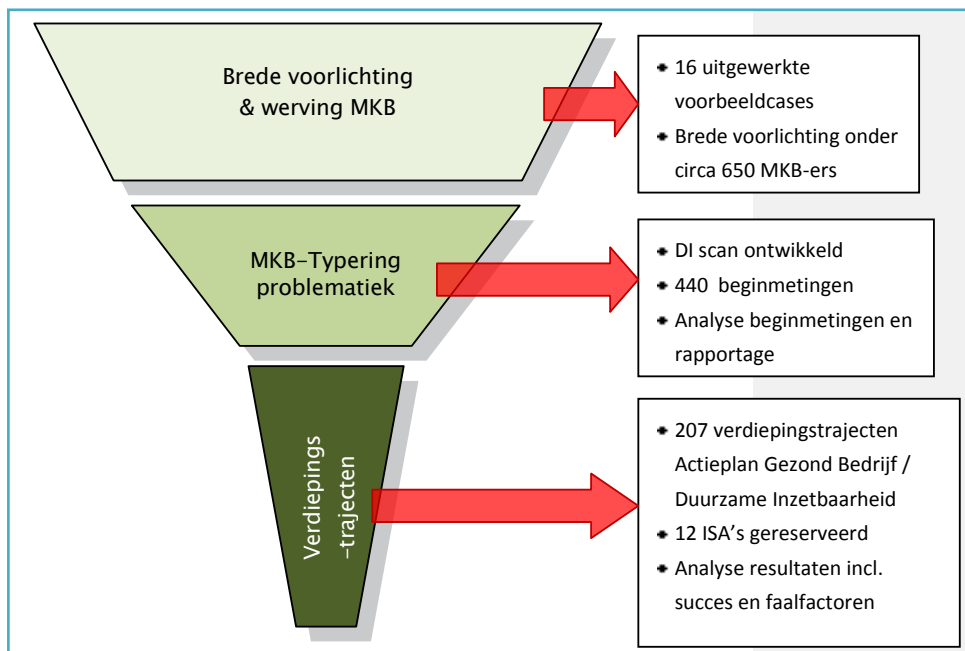 Brede voorlichting
& werving MKB
✚ 16 uitgewerkte
voorbeeldcases
✚ Brede voorlichting onder
circa 650 MKB-ers
MKB-Typering
problematiek
✚ DI scan ontwikkeld
✚ 440 beginmetingen
✚ Analyse beginmetingen en
rapportage
Verdiepings
-trajecten
✚ 207 verdiepingstrajecten
Actieplan Gezond Bedrijf /
Duurzame Inzetbaarheid
✚ 12 ISA's gereserveerd
✚ Analyse resultaten incl.
succes en faalfactoren